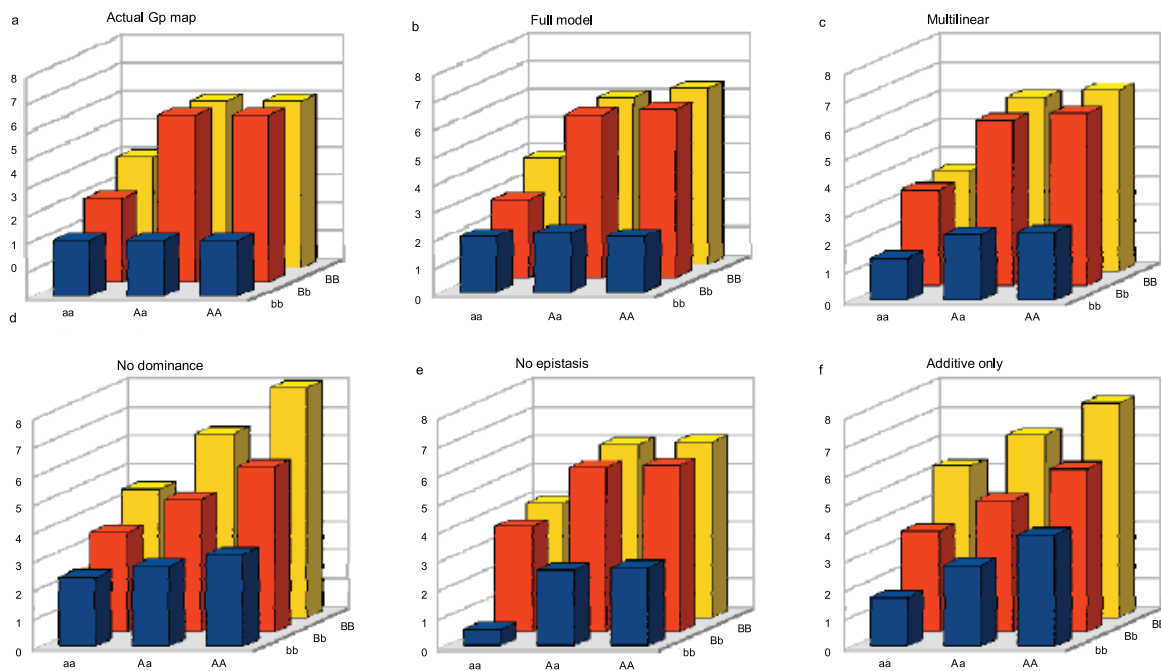 a
Actual Gp map
8
7
6
5
4
3
2
1
0
aa
Aa
AA
bb
Bb
BB
b
Full model
8
7
6
5
4
3
2
1
0
aa
Aa
AA
bb
Bb
BB
c
Multilinear
8
7
6
5
4
3
2
1
0
aa
Aa
AA
bb
Bb
BB
d
No dominance
8
7
6
5
4
3
2
1
0
aa
Aa
AA
bb
Bb
BB
e
No epistasis
8
7
6
5
4
3
2
1
0
aa
Aa
AA
bb
Bb
BB
f
Additive only
8
7
6
5
4
3
2
1
0
aa
Aa
AA
bb
Bb
BB